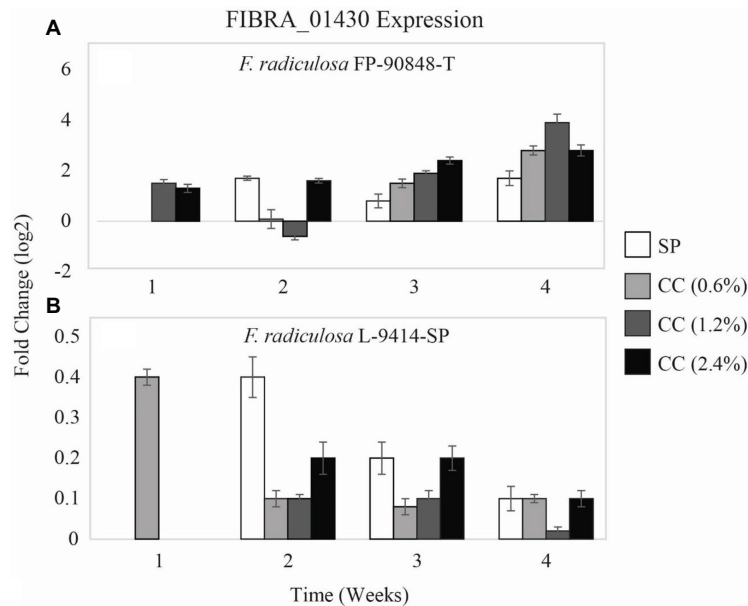 FIBRA_01430 Expression
A
F. radiculosa FP-90848-T
6
4
2
0
-2
1 2 3 4
B
F. radiculosa L-9414-SP
0.5
0.4
0.3
0.2
0.1
0
1 2 3 4
Fold Change (log2)
Time (Weeks)
SP
CC (0.6%)
CC (1.2%)
CC (2.4%)